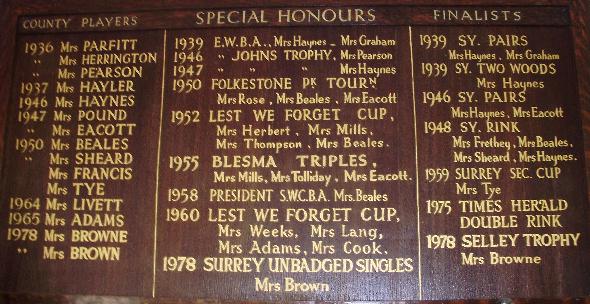 COUNTY PLAYERS
1936 Mrs PARFITT
" Mrs HERRINGTON
" Mrs PEARSON
1937 Mrs HAYLER
1946 Mrs HAYNES
1947 Mrs POUND
" Mrs EACOTT
1950 Mrs BEALES
" Mrs SHEARD
Mrs FRANCIS
Mrs TYE
1964 Mrs LIVETT
1965 Mrs ADAMS
1978 Mrs BROWNE
" Mrs BROWN
SPECIAL HONOURS
1939 E.W.B.A., Mrs Haynes _ Mrs Graham
1946 " JOHNS TROPHY, Mrs Pearson
1947 " " " Mrs Haynes
1950 FOLKESTONE PK TOURN
Mrs Rose, Mrs Beales, Mrs Eacott
1952 LEST WE FORGET CUP,
Mrs Herbert, Mrs Mills,
Mrs Thompson, Mrs Beales.
1955 BLESMA TRIPLES,
Mrs Mills, Mrs Tolliday, Mrs Eacott.
1958 PRESIDENT S.W.C.B.A. Mrs Beales
1960 LEST WE FORGET CUP,
Mrs Weeks, Mrs Lang,
Mrs Adams, Mrs Cook.
1978 SURREY UNBADGED SINGLES
Mrs Brown
FINALISTS
1939 SY. PAIRS
Mrs Haynes, Mrs Graham
1939 SY. TWO WOODS
Mrs Haynes
1946 SY. PAIRS
Mrs Haynes, Mrs Eacott
1948 SY. RINK
Mrs Frethey, Mrs Beales,
Mrs Sheard, Mrs Haynes.
1959 SURREY SEC. CUP
Mrs Tye
1975 TIMES HERALD
DOUBLE RINK
1978 SELLEY TROPHY
Mrs Browne